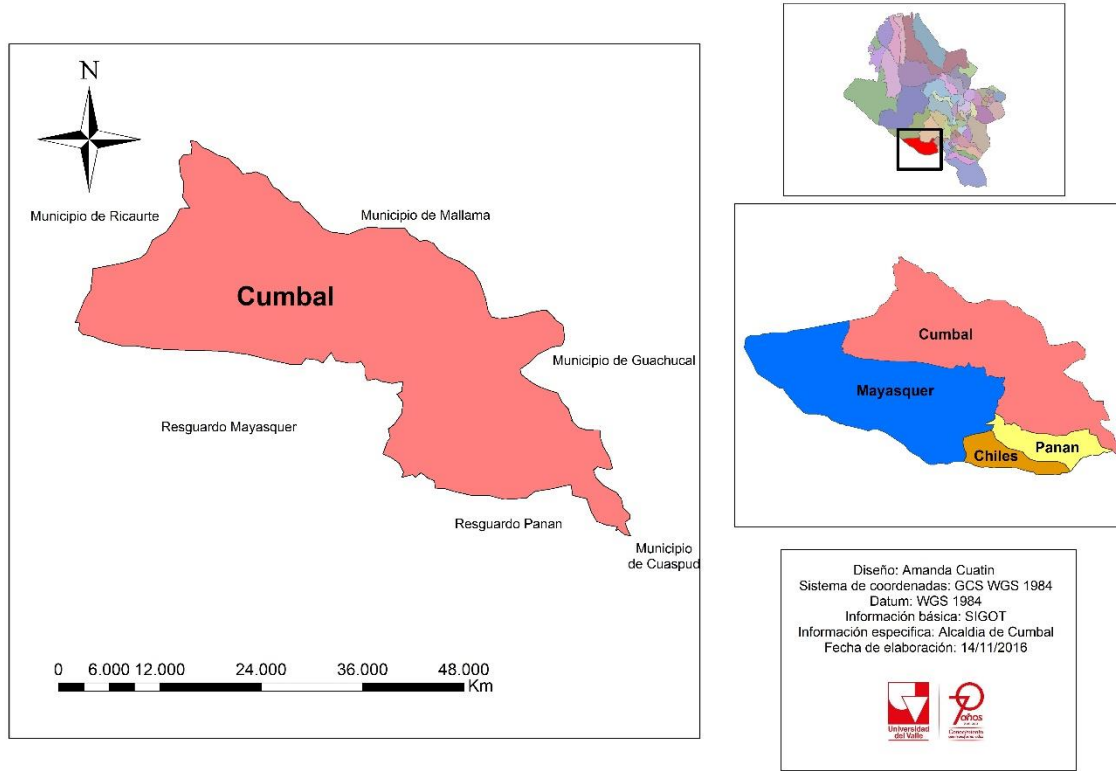 N
Municipio de Ricaurte
Municipio de Mallama
Cumbal
Municipio de Guachucal
Resguardo Mayasquer
Resguardo Panan
Municipio
de Cuaspud
0 6.000 12.000 24.000 36.000 48.000
Km
Cumbal
Mayasquer
Panan
Chiles
Diseño: Amanda Cuatin
Sistema de coordenadas: GCS WGS 1984
Datum: WGS 1984
Información básica: SIGOT
Información especifica: Alcaldia de Cumbal
Fecha de elaboración: 14/11/2016
Universidad
del Valle
70
años